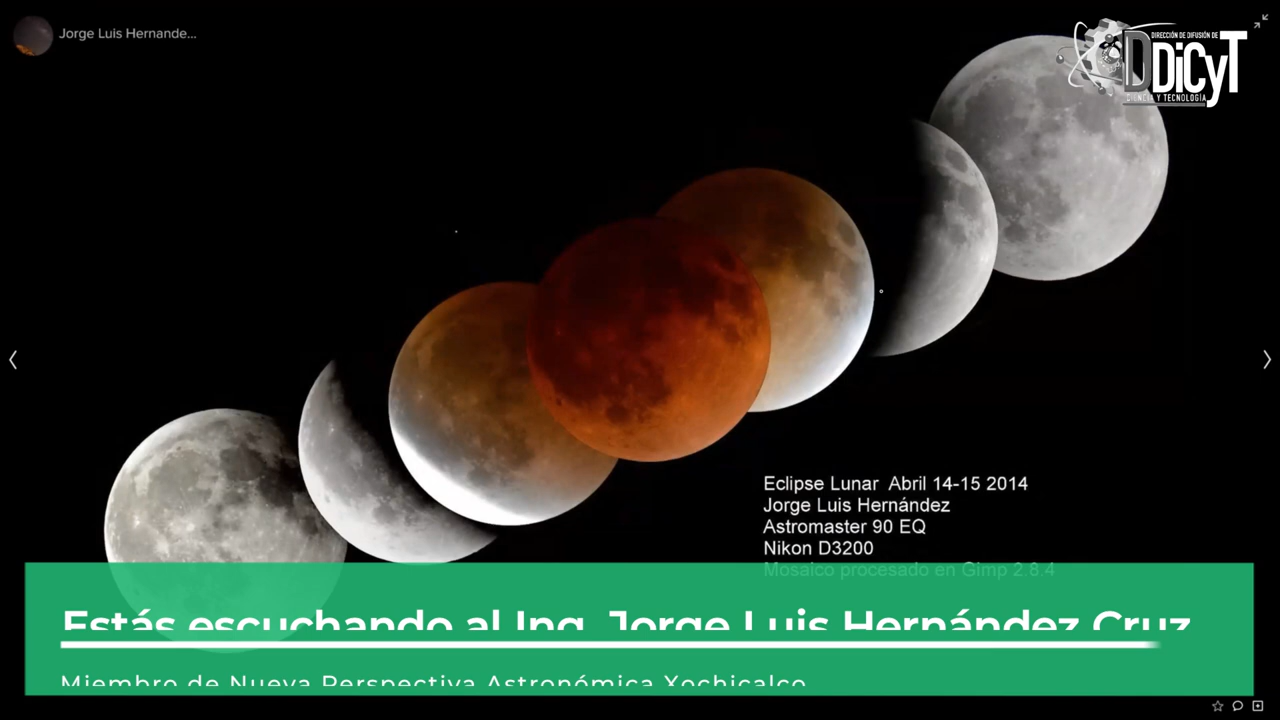 Jorge Luis Hernande...
DIRECCIÓN DE DIFUSIÓN DE
DDiCyT
CIENCIA Y TECNOLOGÍA
Eclipse Lunar Abril 14-15 2014
Jorge Luis Hernández
Astromaster 90 EQ
Nikon D3200
Mosaico procesado en Gimp 2.8.4
Estás escuchando al Ing. Jorge Luis Hernández Cruz
Miembro de Nueva Perspectiva Astronómica Xochicalco